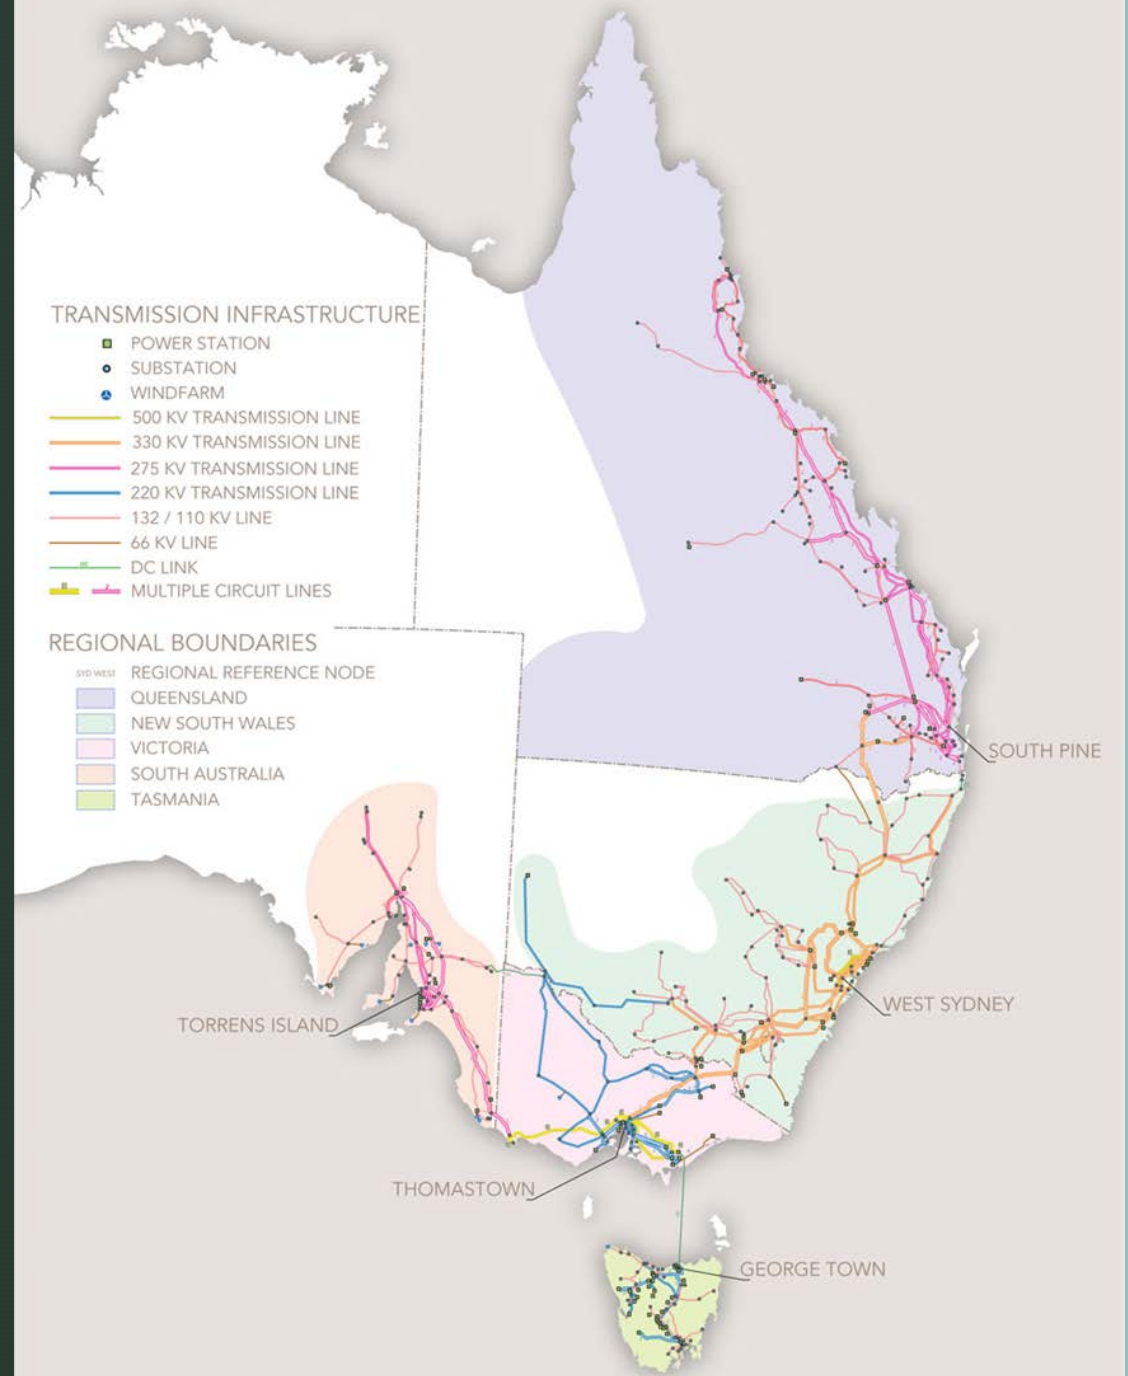 TRANSMISSION INFRASTRUCTURE
POWER STATION
SUBSTATION
WINDFARM
500 KV TRANSMISSION LINE
330 KV TRANSMISSION LINE
275 KV TRANSMISSION LINE
220 KV TRANSMISSION LINE
132 / 110 KV LINE
66 KV LINE
DC LINK
MULTIPLE CIRCUIT LINES
REGIONAL BOUNDARIES
SYD WEST REGIONAL REFERENCE NODE
QUEENSLAND
NEW SOUTH WALES
VICTORIA
SOUTH AUSTRALIA
TASMANIA
SOUTH PINE
WEST SYDNEY
TORRENS ISLAND
THOMASTOWN
GEORGE TOWN